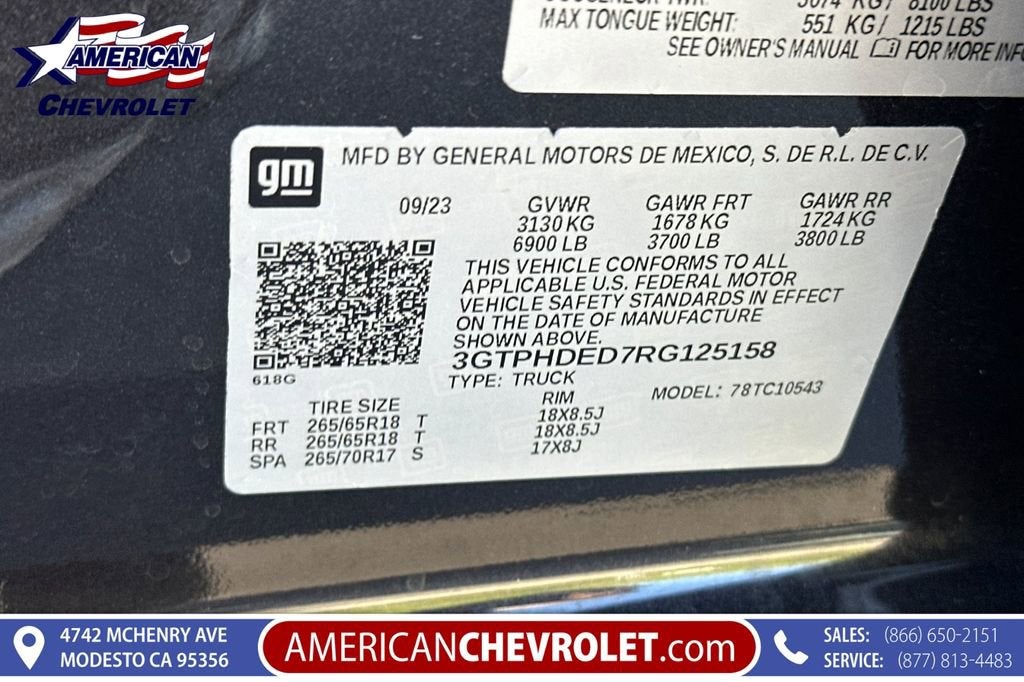 AMERICAN
CHEVROLET
8100 LBS
MAX TONGUE WEIGHT: 551 KG/ 1215 LBS
SEE OWNER'S MANUAL FOR MORE
gm
MFD BY GENERAL MOTORS DE MEXICO, S. DE R.L. DE C.V.
09/23 GVWR GAWR FRT GAWR RR
3130 KG 1678 KG 1724 KG
6900 LB 3700 LB 3800 LB
THIS VEHICLE CONFORMS TO ALL
APPLICABLE U.S. FEDERAL MOTOR
VEHICLE SAFETY STANDARDS IN EFFECT
ON THE DATE OF MANUFACTURE
SHOWN ABOVE.
3GTPHDED7RG125158
618G
TYPE: TRUCK
MODEL: 78TC10543
TIRE SIZE RIM
FRT 265/65R18 T 18X8.5J
RR 265/65R18 T 18X8.5J
SPA 265/70R17 S 17X8J
4742 MCHENRY AVE
MODESTO CA 95356
AMERICANCHEVROLET.com
SALES: (866) 650-2151
SERVICE: (877) 813-4483